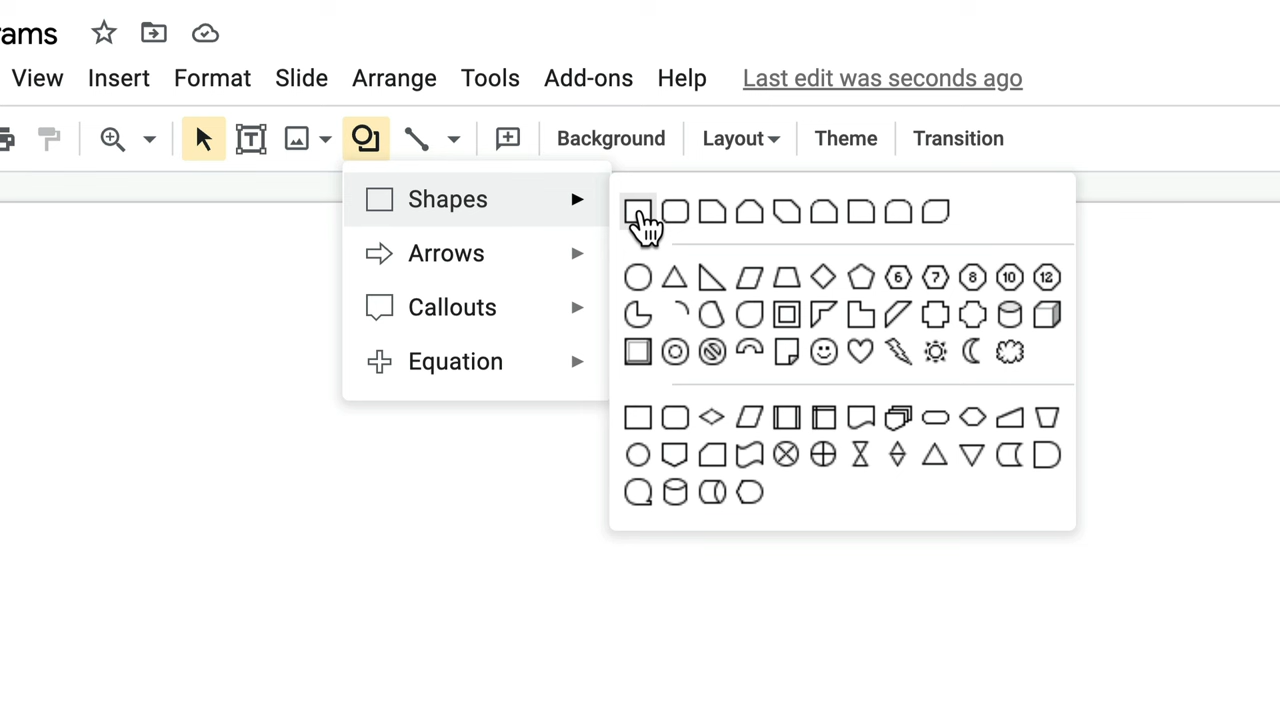 rams
View Insert Format Slide Arrange Tools Add-ons Help Last edit was seconds ago
T Background Layout Theme Transition
Shapes
Arrows
Callouts
Equation
6 7 8 10 12